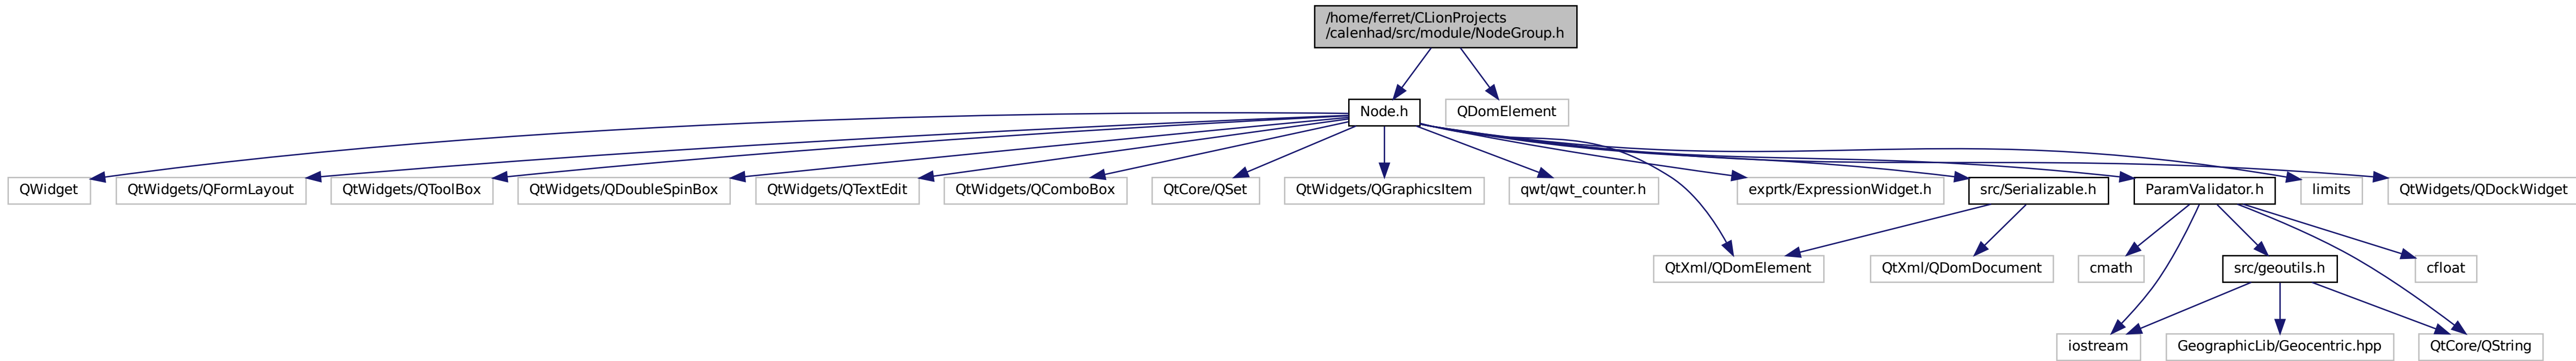 /home/ferret/CLionProjects
/calenhad/src/module/NodeGroup.h
Node.h
QDomElement
QWidget
QtWidgets/QFormLayout
QtWidgets/QToolBox
QtWidgets/QDoubleSpinBox
QtWidgets/QTextEdit
QtWidgets/QComboBox
QtCore/QSet
QtWidgets/QGraphicsItem
qwt/qwt_counter.h
exprtk/ExpressionWidget.h
src/Serializable.h
ParamValidator.h
limits
QtWidgets/QDockWidget
QtXml/QDomElement
QtXml/QDomDocument
cmath
src/geoutils.h
cfloat
iostream
GeographicLib/Geocentric.hpp
QtCore/QString